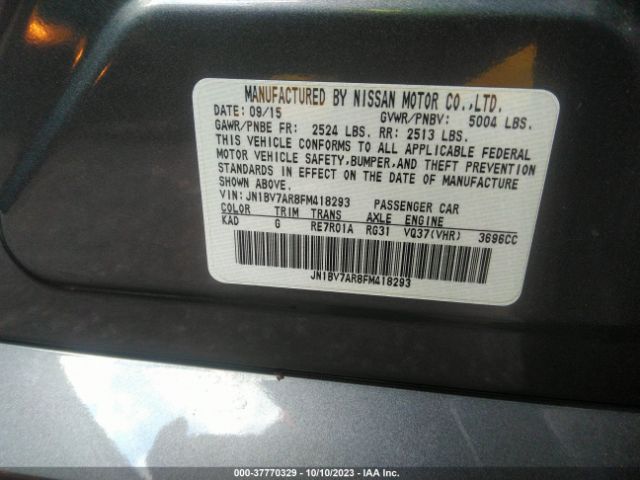 MANUFACTURED BY NISSAN MOTOR CO.,LTD.
DATE: 09/15 GVWR/PNBV: 5004 LBS.
GAWR/PNBE FR: 2524 LBS. RR: 2513 LBS.
THIS VEHICLE CONFORMS TO ALL APPLICABLE FEDERAL
MOTOR VEHICLE SAFETY,BUMPER,AND THEFT PREVENTION
STANDARDS IN EFFECT ON THE DATE OF MANUFACTURE
SHOWN ABOVE.
VIN: JN1BV7AR8FM418293 PASSENGER CAR
COLOR TRIM TRANS AXLE ENGINE
KAD G RE7R01A RG31 VQ37(VHR) 3696CC
JN1BV7AR8FM418293
000-37770329 | 10/10/2023 | IAA Inc.